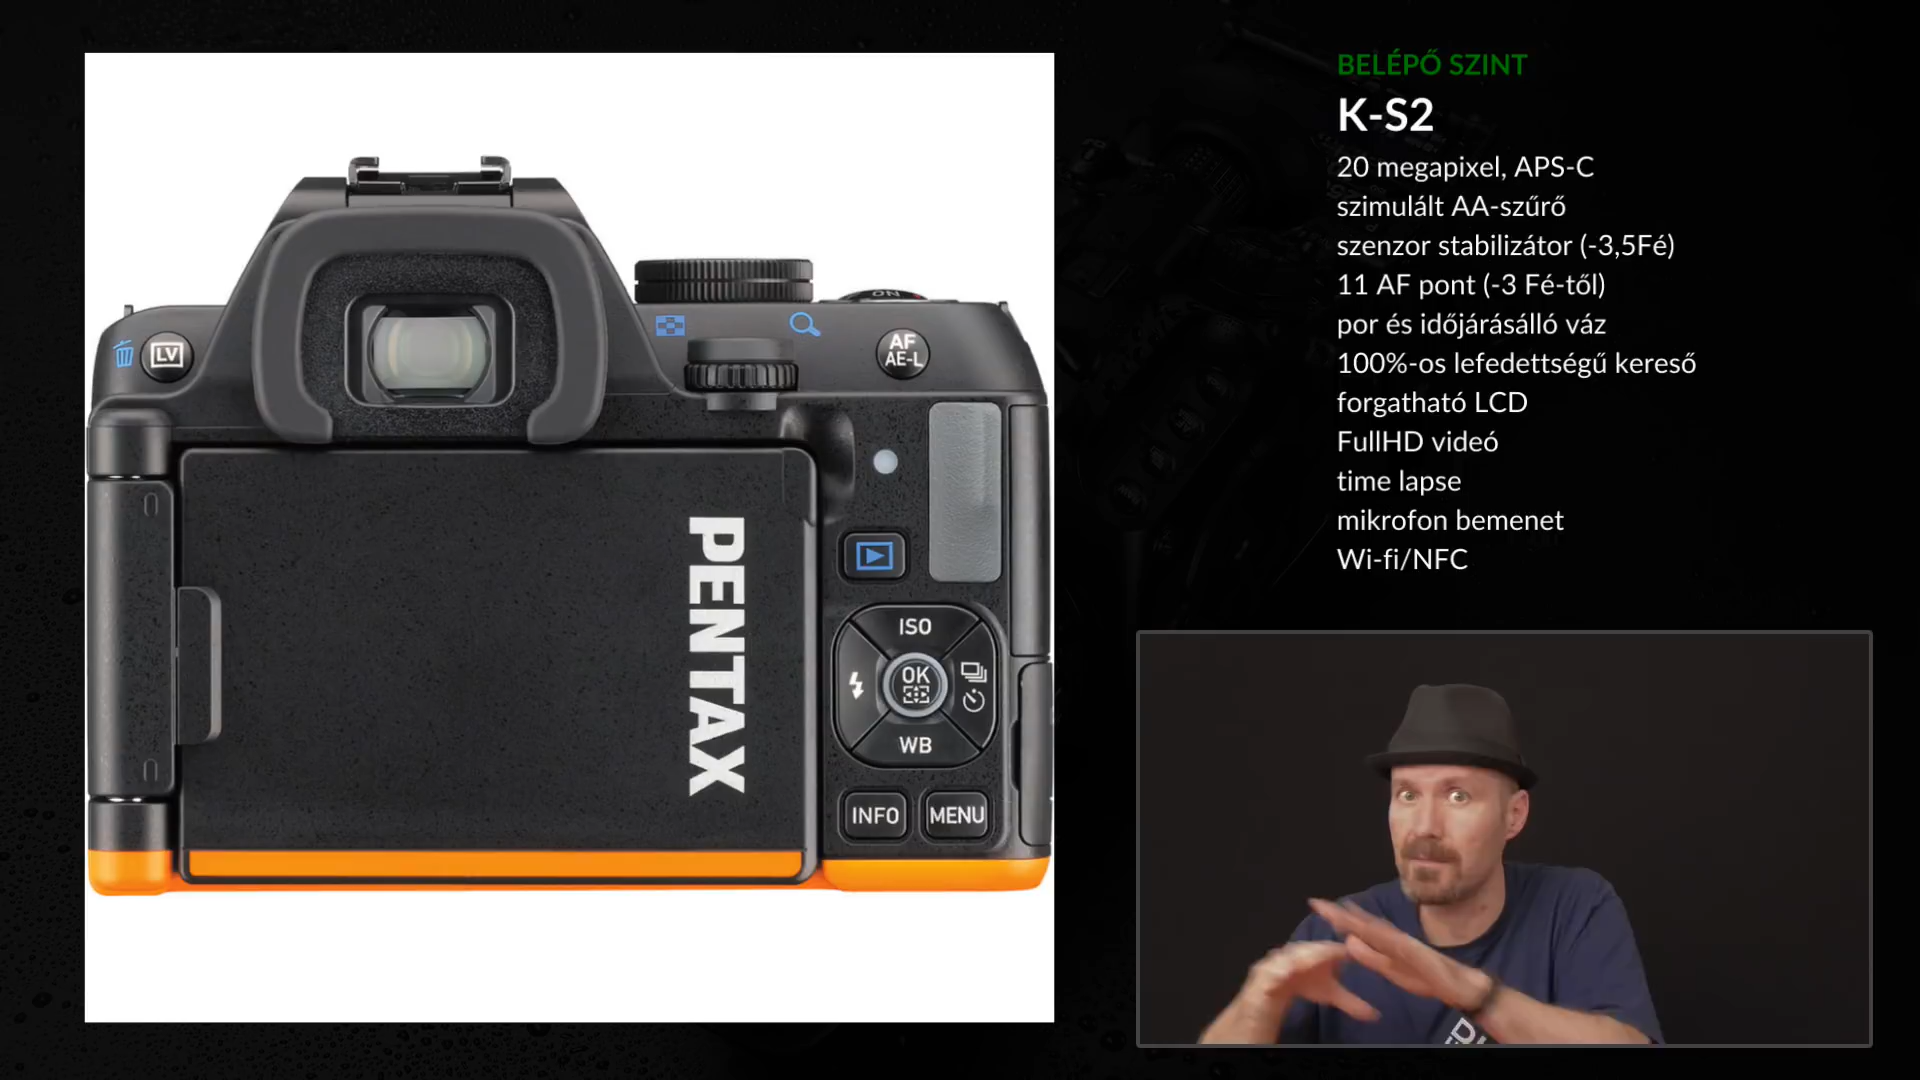 BELÉPŐ SZINT
K-S2
20 megapixel, APS-C
szimulált AA-szűrő
szenzor stabilizátor (-3,5Fé)
11 AF pont (-3 Fé-től)
por és időjárásálló váz
100%-os lefedettségű kereső
forgatható LCD
FullHD videó
time lapse
mikrofon bemenet
Wi-fi/NFC
ON
LV
AF
AE-L
PENTAX
ISO
OK
WB
INFO
MENU